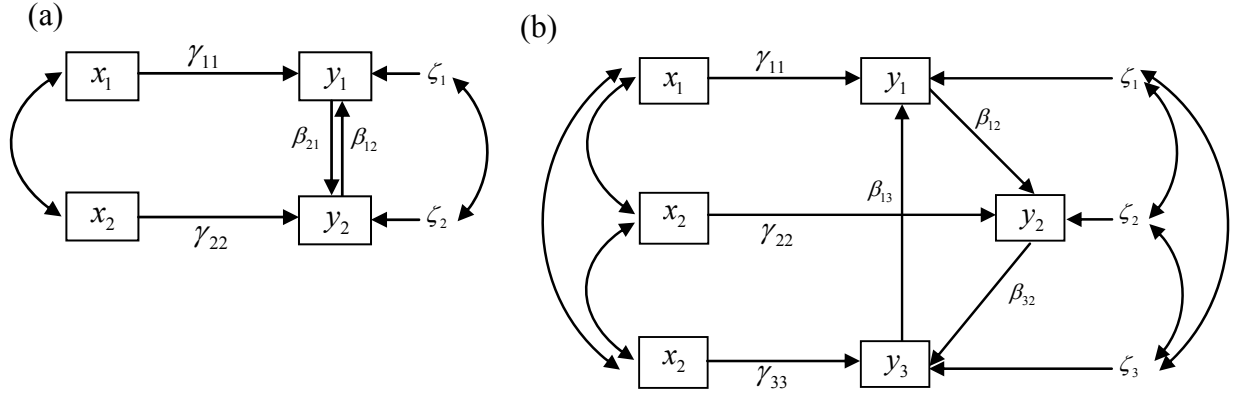 (a)
x₁ γ₁₁ y₁ ζ₁
β₂₁ β₁₂
x₂ γ₂₂ y₂ ζ₂
(b)
x₁ γ₁₁ y₁ ζ₁
β₁₂
β₁₃
x₂ γ₂₂ y₂ ζ₂
β₃₂
x₂ γ₃₃ y₃ ζ₃